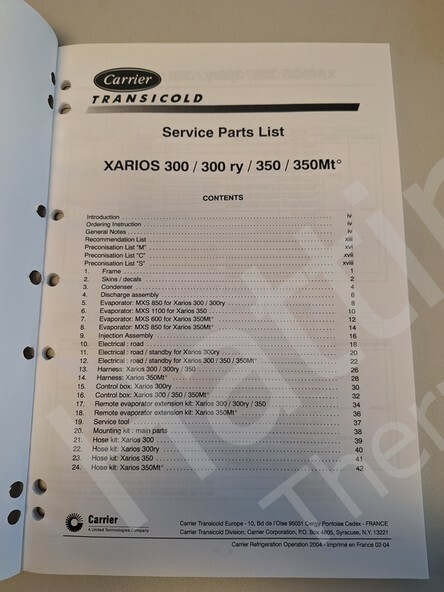 Carrier
TRANSICOLD
Service Parts List
XARIOS 300 / 300 ry / 350 / 350Mt°
CONTENTS
Introduction iv
Ordering Instruction iv
General Notes iv
Recommendation List xiii
Preconisation List "M" xvi
Preconisation List "C" xvii
Preconisation List "S" xviii
1. Frame 1
2. Skins / decals 2
3. Condenser 4
4. Discharge assembly 6
5. Evaporator: MXS 850 for Xarios 300 / 300ry 8
6. Evaporator: MXS 1100 for Xarios 350 10
7. Evaporator: MXS 600 for Xarios 350Mt° 12
8. Evaporator: MXS 850 for Xarios 350Mt° 14
9. Injection Assembly 16
10. Electrical : road 18
11. Electrical : road / standby for Xarios 300ry 20
12. Electrical : road / standby for Xarios 300 / 350 / 350Mt° 22
13. Harness: Xarios 300 / 300ry / 350 26
14. Harness: Xarios 350Mt° 28
15. Control box: Xarios 300ry 30
16. Control box: Xarios 300 / 350 / 350Mt° 32
17. Remote evaporator extension kit: Xarios 300 / 300ry / 350 34
18. Remote evaporator extension kit: Xarios 350Mt° 36
19. Service tool 37
20. Mounting kit : main parts 38
21. Hose kit: Xarios 300 39
22. Hose kit: Xarios 300ry 40
23. Hose kit: Xarios 350 41
24. Hose kit: Xarios 350Mt° 42
Carrier
A United Technologies Company
Carrier Transicold Europe - 10, Bd de l'Oise 95031 Cergy Pontoise Cedex - FRANCE
Carrier Transicold Division, Carrier Corporation, P.O. Box 4805, Syracuse, N.Y. 13221
Carrier Refrigeration Operation 2004 - Imprimé en France 02-04